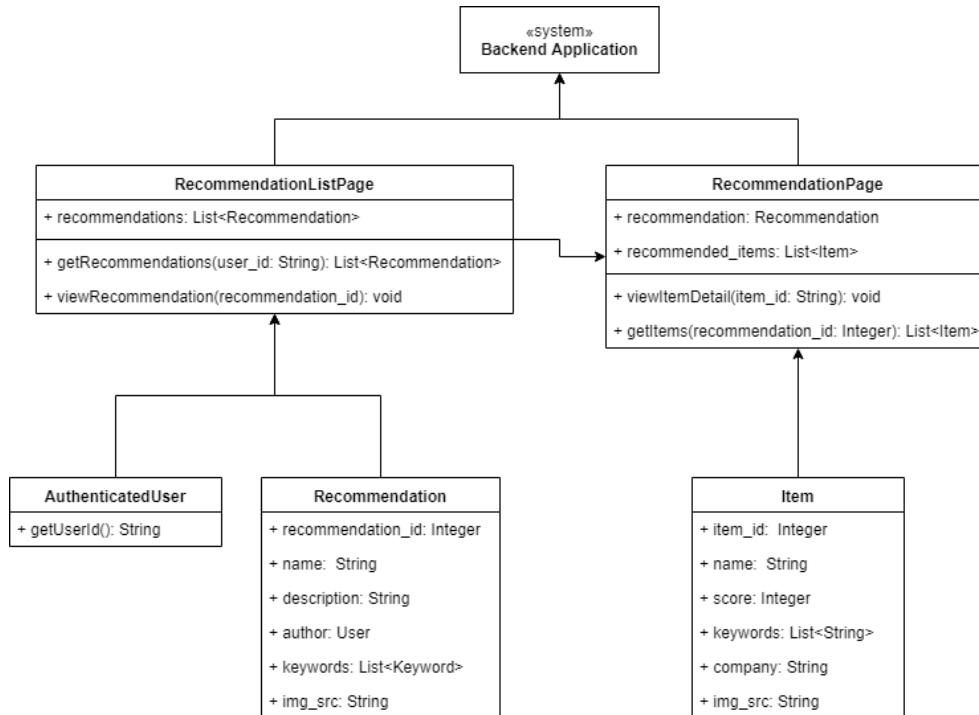 «system»
Backend Application
RecommendationListPage
+ recommendations: List<Recommendation>
+ getRecommendations(user_id: String): List<Recommendation>
+ viewRecommendation(recommendation_id): void
RecommendationPage
+ recommendation: Recommendation
+ recommended_items: List<Item>
+ viewItemDetail(item_id: String): void
+ getItems(recommendation_id: Integer): List<Item>
AuthenticatedUser
+ getUserId(): String
Recommendation
+ recommendation_id: Integer
+ name: String
+ description: String
+ author: User
+ keywords: List<Keyword>
+ img_src: String
Item
+ item_id: Integer
+ name: String
+ score: Integer
+ keywords: List<String>
+ company: String
+ img_src: String